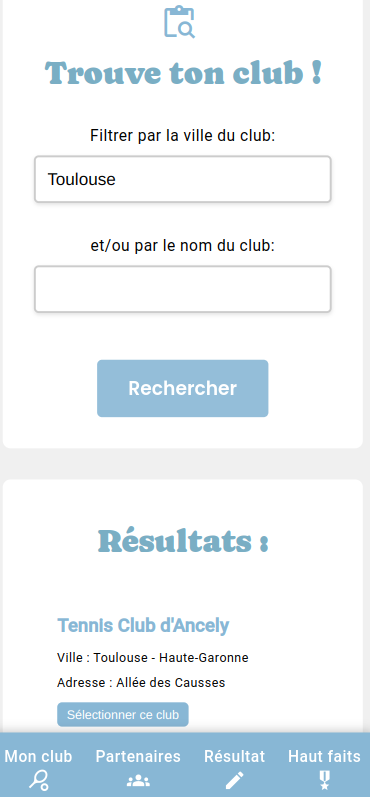 Trouve ton club !
Filtrer par la ville du club:
Toulouse
et/ou par le nom du club:
Rechercher
Résultats :
Tennis Club d'Ancely
Ville : Toulouse - Haute-Garonne
Adresse : Allée des Causses
Sélectionner ce club
Mon club Partenaires Résultat Haut faits